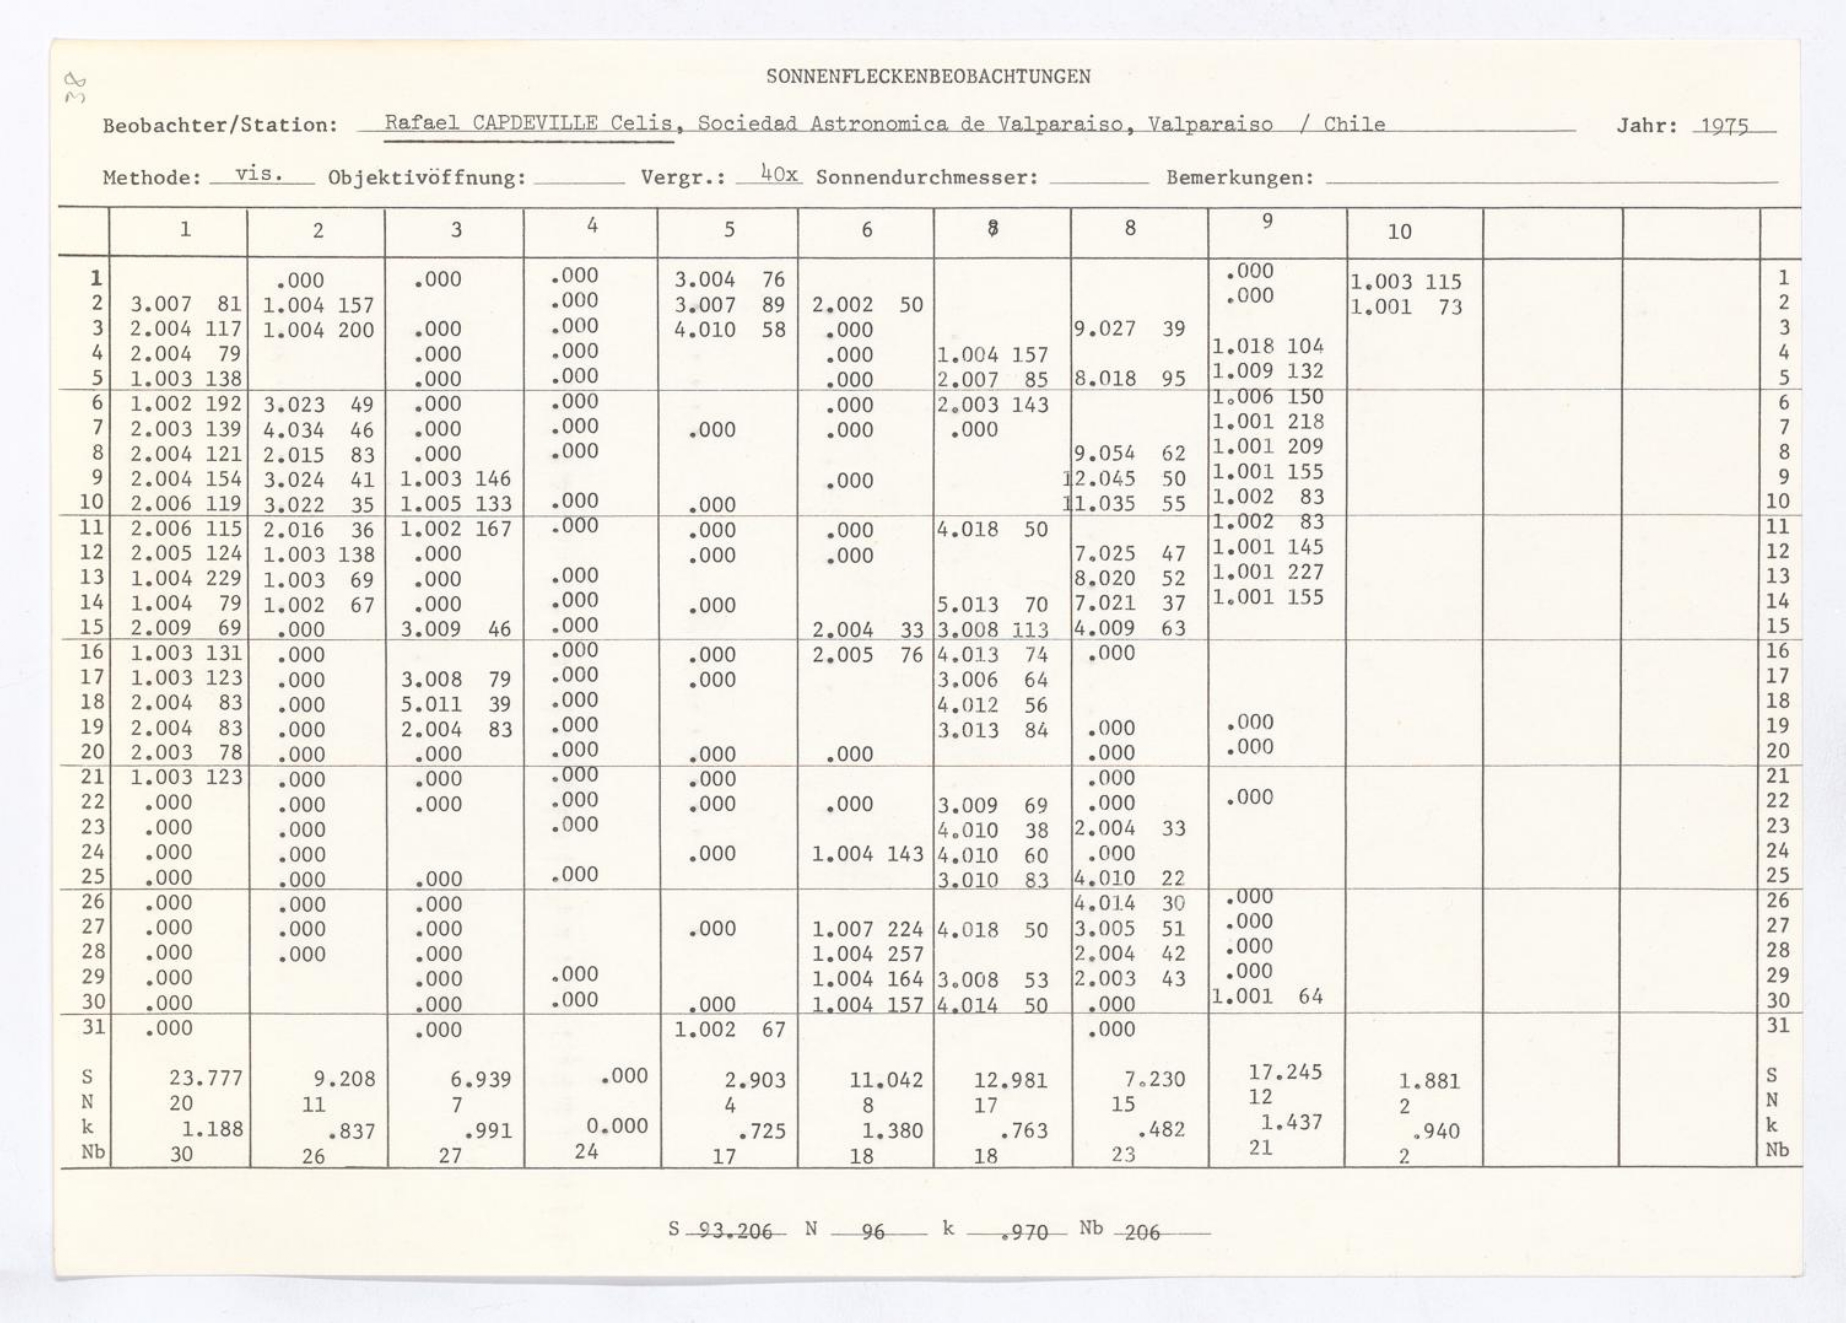 38
SONNENFLECKENBEOBACHTUNGEN
Beobachter/Station: Rafael CAPDEVILLE Celis, Sociedad Astronomica de Valparaiso, Valparaiso / Chile Jahr: 1975
Methode: vis. Objektivöffnung: Vergr.: 40x Sonnendurchmesser: Bemerkungen:
1 2 3 4 5 6 8 9 10
1 .000 .000 .000 3.004 76 .000 1.003 115 1
2 3.007 81 1.004 157 .000 3.007 89 2.002 50 .000 1.001 73 2
3 2.004 117 1.004 200 .000 .000 4.010 58 .000 9.027 39 3
4 2.004 79 .000 .000 .000 1.004 157 1.018 104 4
5 1.003 138 .000 .000 .000 2.007 85 8.018 95 1.009 132 5
6 1.002 192 3.023 49 .000 .000 .000 2.003 143 1.006 150 6
7 2.003 139 4.034 46 .000 .000 .000 .000 .000 1.001 218 7
8 2.004 121 2.015 83 .000 .000 9.054 62 1.001 209 8
9 2.004 154 3.024 41 1.003 146 .000 12.045 50 1.001 155 9
10 2.006 119 3.022 35 1.005 133 .000 .000 11.035 55 1.002 83 10
11 2.006 115 2.016 36 1.002 167 .000 .000 .000 4.018 50 1.002 83 11
12 2.005 124 1.003 138 .000 .000 .000 7.025 47 1.001 145 12
13 1.004 229 1.003 69 .000 .000 8.020 52 1.001 227 13
14 1.004 79 1.002 67 .000 .000 .000 5.013 70 7.021 37 1.001 155 14
15 2.009 69 .000 3.009 46 .000 2.004 33 3.008 113 4.009 63 15
16 1.003 131 .000 .000 .000 2.005 76 4.013 74 .000 16
17 1.003 123 .000 3.008 79 .000 .000 3.006 64 17
18 2.004 83 .000 5.011 39 .000 4.012 56 18
19 2.004 83 .000 2.004 83 .000 3.013 84 .000 .000 19
20 2.003 78 .000 .000 .000 .000 .000 .000 .000 20
21 1.003 123 .000 .000 .000 .000 .000 21
22 .000 .000 .000 .000 .000 .000 3.009 69 .000 .000 22
23 .000 .000 .000 4.010 38 2.004 33 23
24 .000 .000 .000 1.004 143 4.010 60 .000 24
25 .000 .000 .000 .000 3.010 83 4.010 22 25
26 .000 .000 .000 4.014 30 .000 26
27 .000 .000 .000 .000 1.007 224 4.018 50 3.005 51 .000 27
28 .000 .000 .000 1.004 257 2.004 42 .000 28
29 .000 .000 .000 1.004 164 3.008 53 2.003 43 .000 29
30 .000 .000 .000 .000 1.004 157 4.014 50 .000 1.001 64 30
31 .000 .000 1.002 67 .000 31
S 23.777 9.208 6.939 .000 2.903 11.042 12.981 7.230 17.245 1.881 S
N 20 11 7 4 8 17 15 12 2 N
k 1.188 .837 .991 0.000 .725 1.380 .763 .482 1.437 .940 k
Nb 30 26 27 24 17 18 18 23 21 2 Nb
S 93.206 N 96 k .970 Nb 206